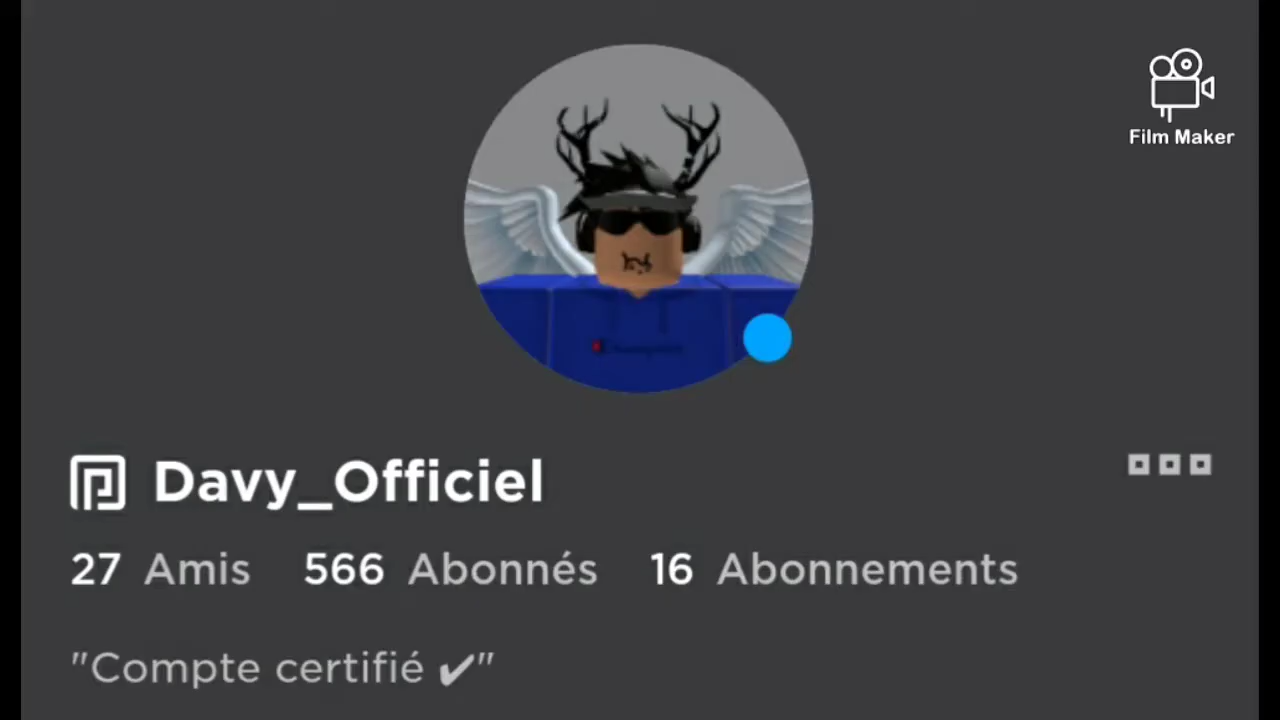 Film Maker
Davy_Officiel
27 Amis 566 Abonnés 16 Abonnements
"Compte certifié ✔"